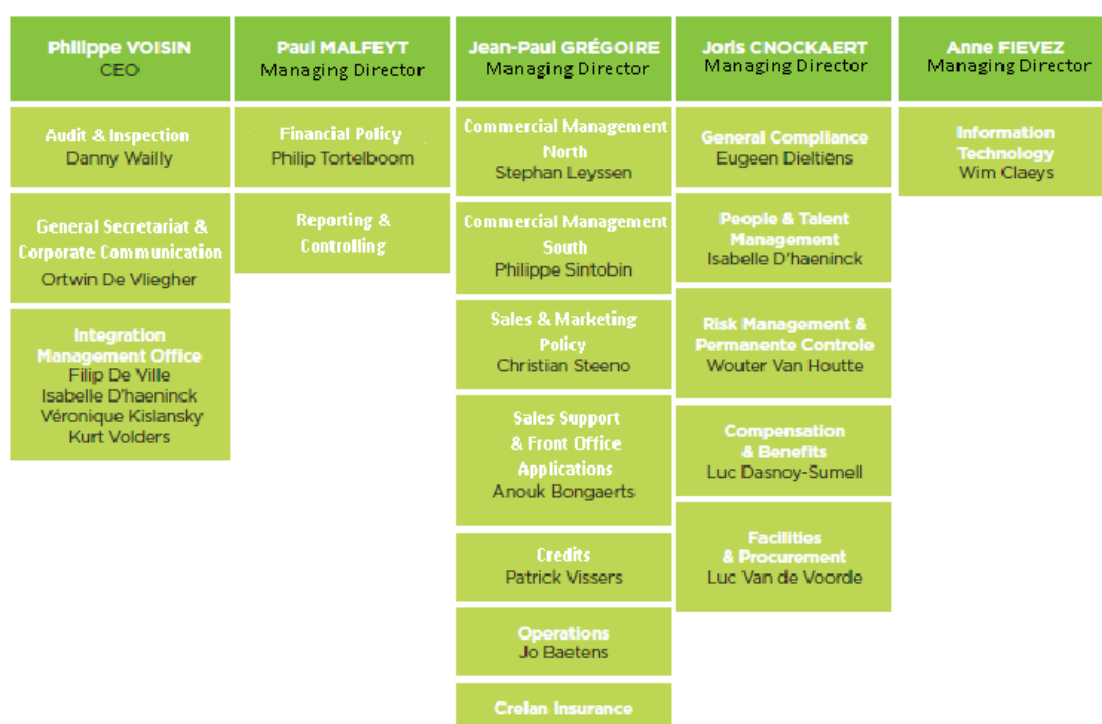 Philippe VOISIN
CEO
Audit & Inspection
Danny Wailly
General Secretariat &
Corporate Communication
Ortwin De Vliegher
Integration
Management Office
Filip De Ville
Isabelle D'haeninck
Véronique Kislansky
Kurt Volders
Paul MALFEYT
Managing Director
Financial Policy
Philip Tortelboom
Reporting &
Controlling
Jean-Paul GRÉGOIRE
Managing Director
Commercial Management
North
Stephan Leyssen
Commercial Management
South
Philippe Sintobin
Sales & Marketing
Policy
Christian Steeno
Sales Support
& Front Office
Applications
Anouk Bongaerts
Credits
Patrick Vissers
Operations
Jo Baetens
Crelan Insurance
Joris CNOCKAERT
Managing Director
General Compliance
Eugeen Dieltiëns
People & Talent
Management
Isabelle D'haeninck
Risk Management &
Permanente Controle
Wouter Van Houtte
Compensation
& Benefits
Luc Dasnoy-Sumell
Facilities
& Procurement
Luc Van de Voorde
Anne FIEVEZ
Managing Director
Information
Technology
Wim Claeys